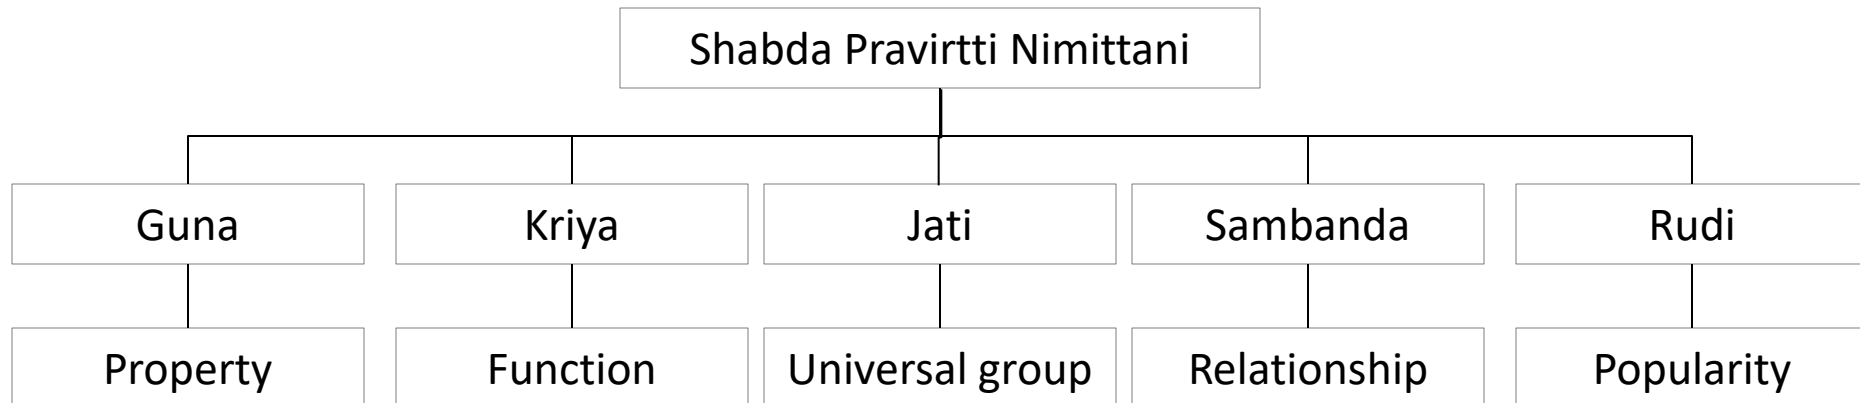 Shabda Pravirtti Nimittani
Guna
Kriya
Jati
Sambanda
Rudi
Property
Function
Universal group
Relationship
Popularity